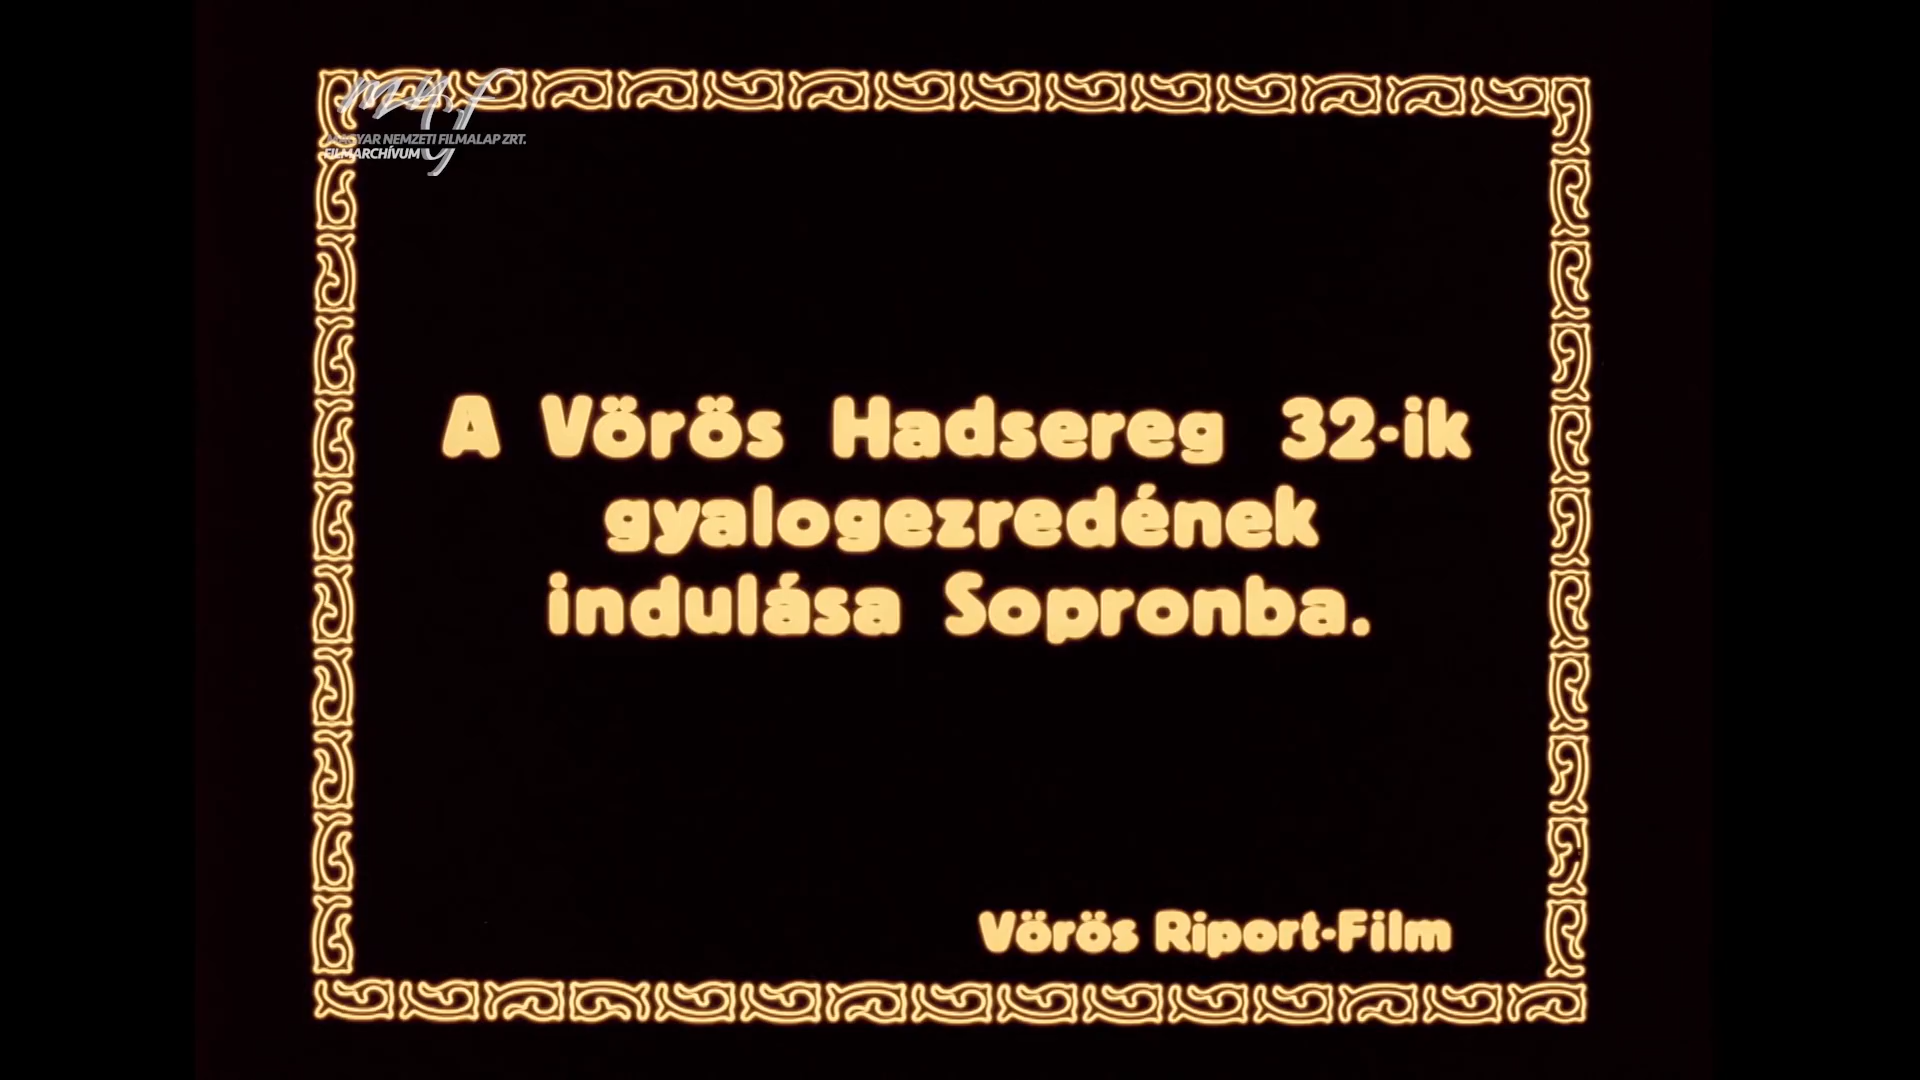 MAGYAR NEMZETI FILMALAP ZRT.
FILMARCHÍVUM
A Vörös Hadsereg 32-ik
gyalogezredének
indulása Sopronba.
Vörös Riport-Film